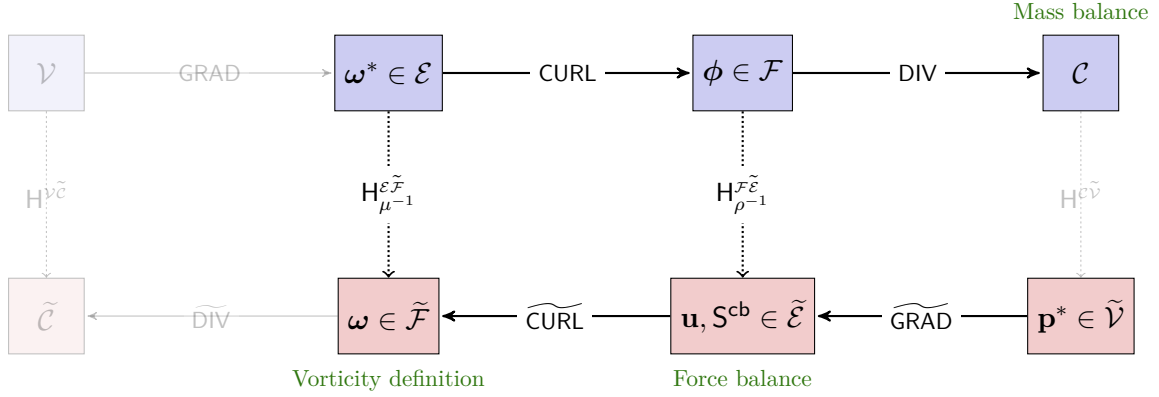 Mass balance
𝒱 GRAD 𝝎* ∈ ℰ CURL 𝝓 ∈ ℱ DIV 𝒞
H^{𝒱𝒞̃} H^{ℰℱ̃}_{μ⁻¹} H^{ℱℰ̃}_{ρ⁻¹} H^{𝒞𝒱̃}
𝒞̃ D͠IV 𝝎 ∈ ℱ̃ C͠URL 𝐮, S^{cb} ∈ ℰ̃ G͠RAD 𝐩* ∈ 𝒱̃
Vorticity definition Force balance